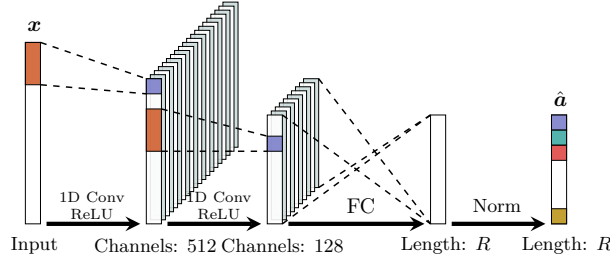 x
â
1D Conv
ReLU
1D Conv
ReLU
FC
Norm
Input
Channels: 512
Channels: 128
Length: R
Length: R